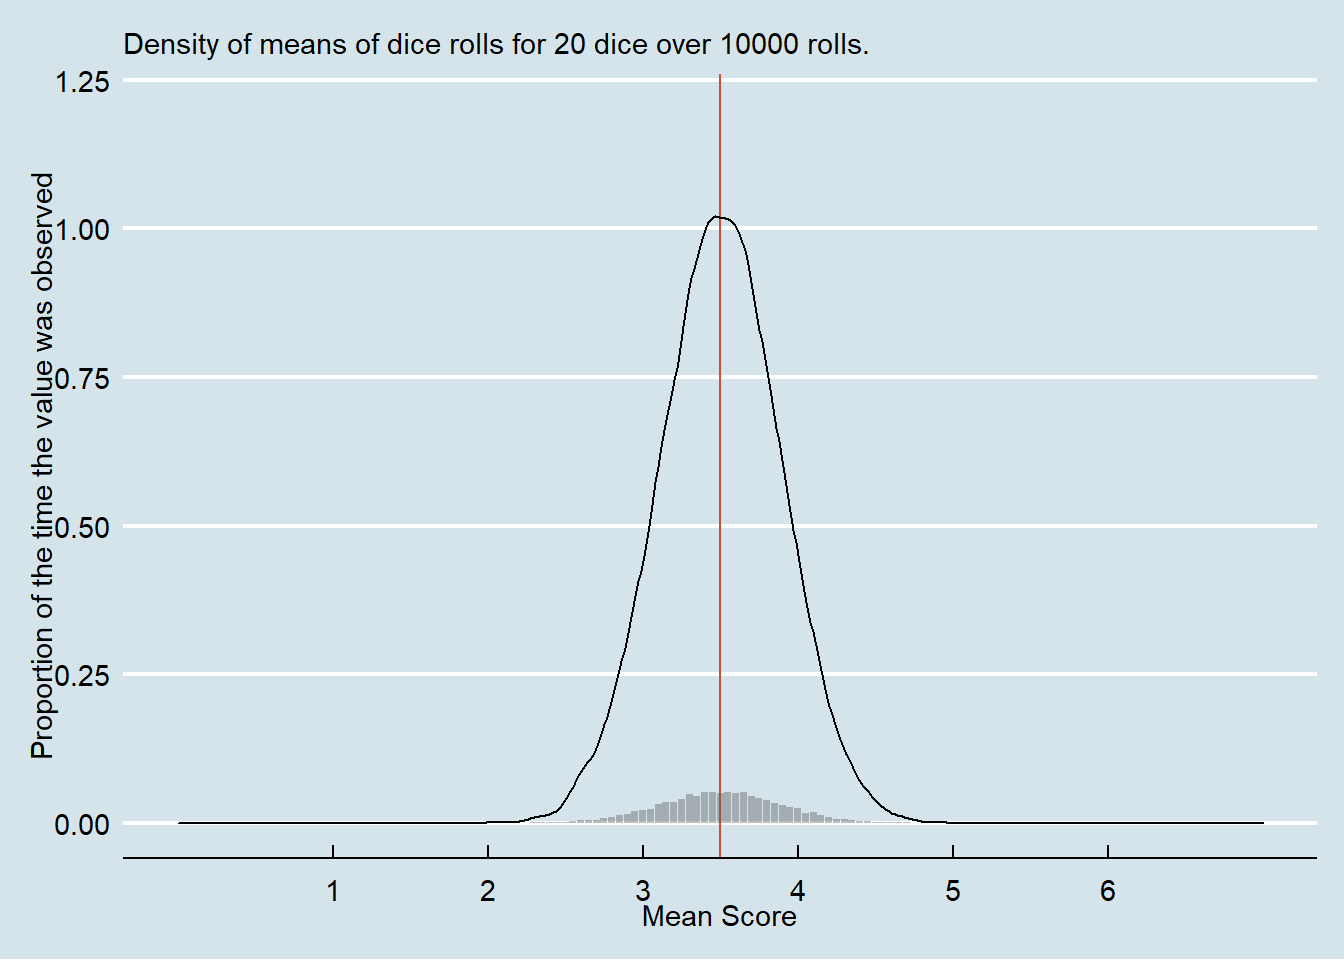 Density of means of dice rolls for 20 dice over 10000 rolls.
Proportion of the time the value was observed
1.25
1.00
0.75
0.50
0.25
0.00
1 2 3 4 5 6
Mean Score